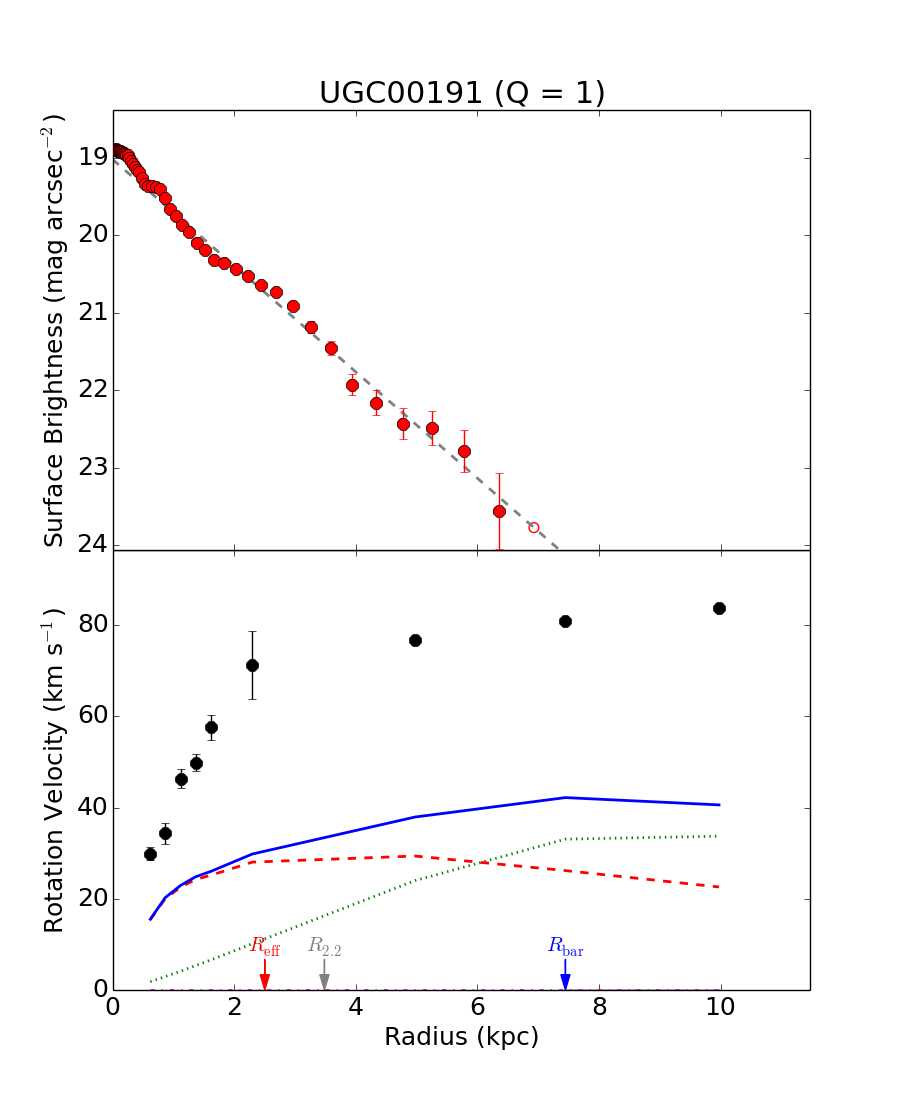 UGC00191 (Q = 1)
Surface Brightness (mag arcsec⁻²)
19
20
21
22
23
24
Rotation Velocity (km s⁻¹)
80
60
40
20
0
R_eff
R_2.2
R_bar
0 2 4 6 8 10
Radius (kpc)